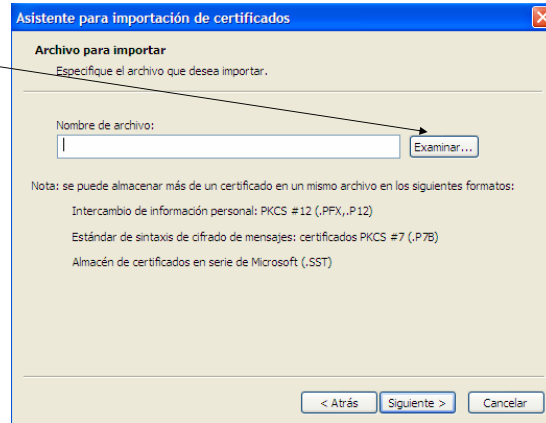 Asistente para importación de certificados
Archivo para importar
Especifique el archivo que desea importar.
Nombre de archivo:
Examinar...
Nota: se puede almacenar más de un certificado en un mismo archivo en los siguientes formatos:
Intercambio de información personal: PKCS #12 (.PFX,.P12)
Estándar de sintaxis de cifrado de mensajes: certificados PKCS #7 (.P7B)
Almacén de certificados en serie de Microsoft (.SST)
< Atrás Siguiente > Cancelar